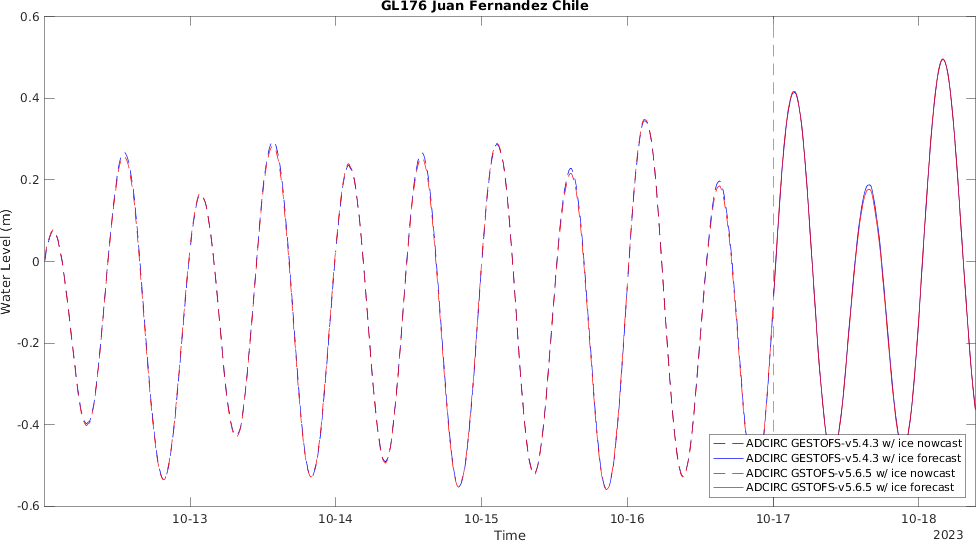 GL176 Juan Fernandez Chile
0.6
0.4
0.2
0
-0.2
-0.4
-0.6
Water Level (m)
10-13
10-14
10-15
10-16
10-17
10-18
Time
2023
ADCIRC GESTOFS-v5.4.3 w/ ice nowcast
ADCIRC GESTOFS-v5.4.3 w/ ice forecast
ADCIRC GSTOFS-v5.6.5 w/ ice nowcast
ADCIRC GSTOFS-v5.6.5 w/ ice forecast